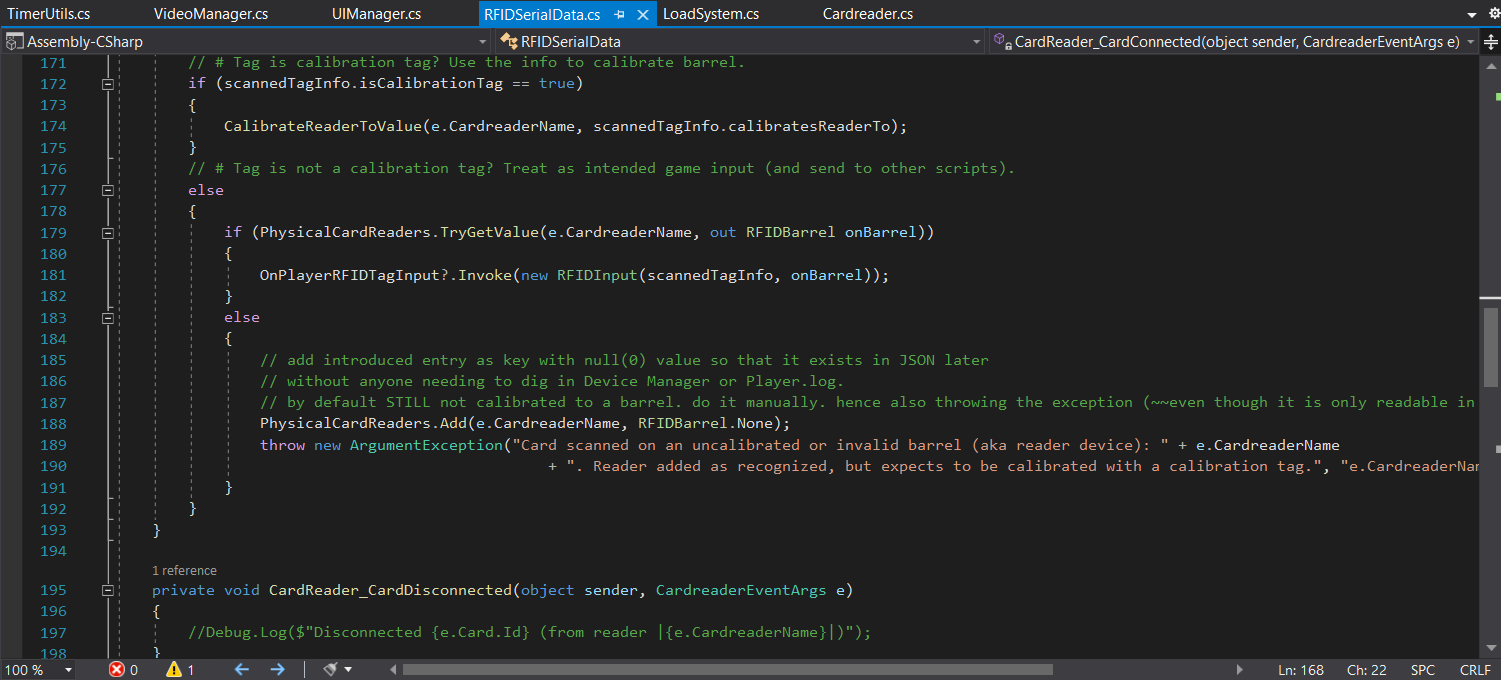 TimerUtils.cs VideoManager.cs UIManager.cs RFIDSerialData.cs LoadSystem.cs Cardreader.cs
Assembly-CSharp RFIDSerialData CardReader_CardConnected(object sender, CardreaderEventArgs e)
171 // # Tag is calibration tag? Use the info to calibrate barrel.
172 if (scannedTagInfo.isCalibrationTag == true)
173 {
174 CalibrateReaderToValue(e.CardreaderName, scannedTagInfo.calibratesReaderTo);
175 }
176 // # Tag is not a calibration tag? Treat as intended game input (and send to other scripts).
177 else
178 {
179 if (PhysicalCardReaders.TryGetValue(e.CardreaderName, out RFIDBarrel onBarrel))
180 {
181 OnPlayerRFIDTagInput?.Invoke(new RFIDInput(scannedTagInfo, onBarrel));
182 }
183 else
184 {
185 // add introduced entry as key with null(0) value so that it exists in JSON later
186 // without anyone needing to dig in Device Manager or Player.log.
187 // by default STILL not calibrated to a barrel. do it manually. hence also throwing the exception (~~even though it is only readable in
188 PhysicalCardReaders.Add(e.CardreaderName, RFIDBarrel.None);
189 throw new ArgumentException("Card scanned on an uncalibrated or invalid barrel (aka reader device): " + e.CardreaderName
190 + ". Reader added as recognized, but expects to be calibrated with a calibration tag.", "e.CardreaderNar
191 }
192 }
193 }
194
1 reference
195 private void CardReader_CardDisconnected(object sender, CardreaderEventArgs e)
196 {
197 //Debug.Log($"Disconnected {e.Card.Id} (from reader |{e.CardreaderName}|)");
198 }
100 % 0 1 Ln: 168 Ch: 22 SPC CRLF